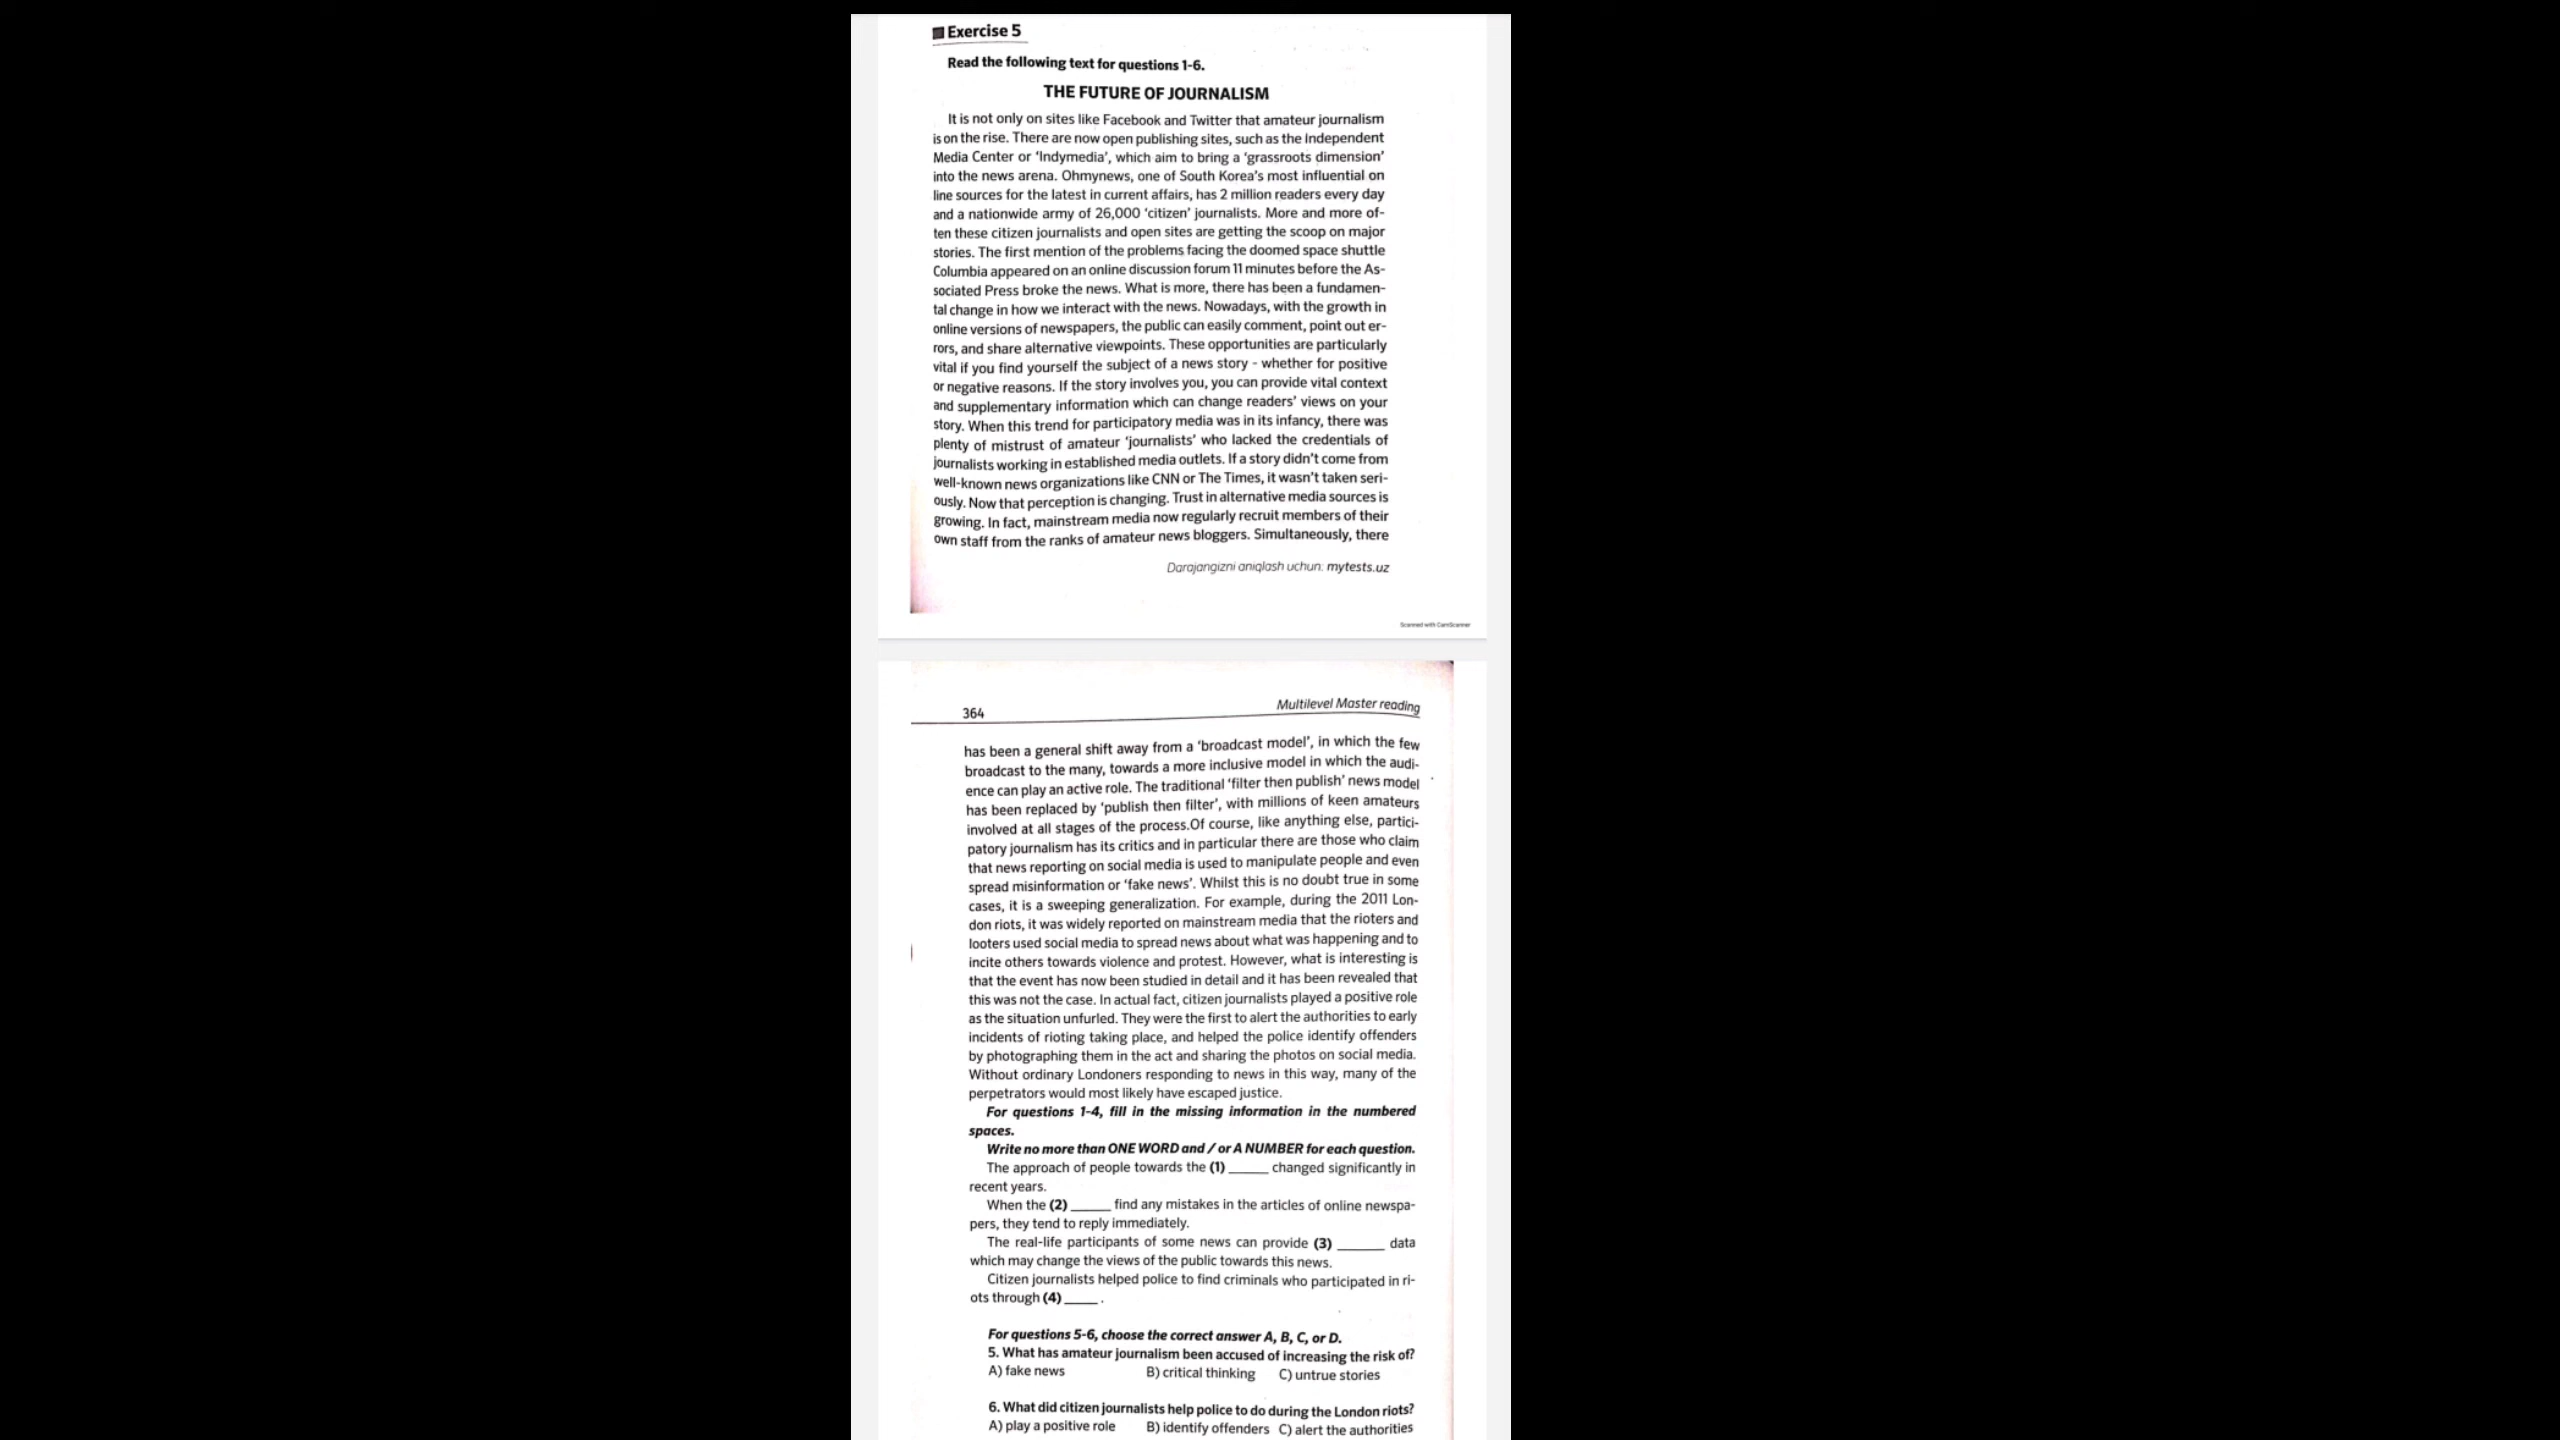 Exercise 5
Read the following text for questions 1-6.
THE FUTURE OF JOURNALISM
It is not only on sites like Facebook and Twitter that amateur journalism
is on the rise. There are now open publishing sites, such as the Independent
Media Center or ‘Indymedia’, which aim to bring a ‘grassroots dimension’
into the news arena. Ohmynews, one of South Korea’s most influential on
line sources for the latest in current affairs, has 2 million readers every day
and a nationwide army of 26,000 ‘citizen’ journalists. More and more of-
ten these citizen journalists and open sites are getting the scoop on major
stories. The first mention of the problems facing the doomed space shuttle
Columbia appeared on an online discussion forum 11 minutes before the As-
sociated Press broke the news. What is more, there has been a fundamen-
tal change in how we interact with the news. Nowadays, with the growth in
online versions of newspapers, the public can easily comment, point out er-
rors, and share alternative viewpoints. These opportunities are particularly
vital if you find yourself the subject of a news story - whether for positive
or negative reasons. If the story involves you, you can provide vital context
and supplementary information which can change readers’ views on your
story. When this trend for participatory media was in its infancy, there was
plenty of mistrust of amateur ‘journalists’ who lacked the credentials of
journalists working in established media outlets. If a story didn’t come from
well-known news organizations like CNN or The Times, it wasn’t taken seri-
ously. Now that perception is changing. Trust in alternative media sources is
growing. In fact, mainstream media now regularly recruit members of their
own staff from the ranks of amateur news bloggers. Simultaneously, there
Darajangizni aniqlash uchun: mytests.uz
Scanned with CamScanner
364 Multilevel Master reading
has been a general shift away from a ‘broadcast model’, in which the few
broadcast to the many, towards a more inclusive model in which the audi-
ence can play an active role. The traditional ‘filter then publish’ news model
has been replaced by ‘publish then filter’, with millions of keen amateurs
involved at all stages of the process.Of course, like anything else, partici-
patory journalism has its critics and in particular there are those who claim
that news reporting on social media is used to manipulate people and even
spread misinformation or ‘fake news’. Whilst this is no doubt true in some
cases, it is a sweeping generalization. For example, during the 2011 Lon-
don riots, it was widely reported on mainstream media that the rioters and
looters used social media to spread news about what was happening and to
incite others towards violence and protest. However, what is interesting is
that the event has now been studied in detail and it has been revealed that
this was not the case. In actual fact, citizen journalists played a positive role
as the situation unfurled. They were the first to alert the authorities to early
incidents of rioting taking place, and helped the police identify offenders
by photographing them in the act and sharing the photos on social media.
Without ordinary Londoners responding to news in this way, many of the
perpetrators would most likely have escaped justice.
For questions 1-4, fill in the missing information in the numbered
spaces.
Write no more than ONE WORD and / or A NUMBER for each question.
The approach of people towards the (1) _____ changed significantly in
recent years.
When the (2) _____ find any mistakes in the articles of online newspa-
pers, they tend to reply immediately.
The real-life participants of some news can provide (3) ______ data
which may change the views of the public towards this news.
Citizen journalists helped police to find criminals who participated in ri-
ots through (4) ____ .
For questions 5-6, choose the correct answer A, B, C, or D.
5. What has amateur journalism been accused of increasing the risk of?
A) fake news B) critical thinking C) untrue stories
6. What did citizen journalists help police to do during the London riots?
A) play a positive role B) identify offenders C) alert the authorities